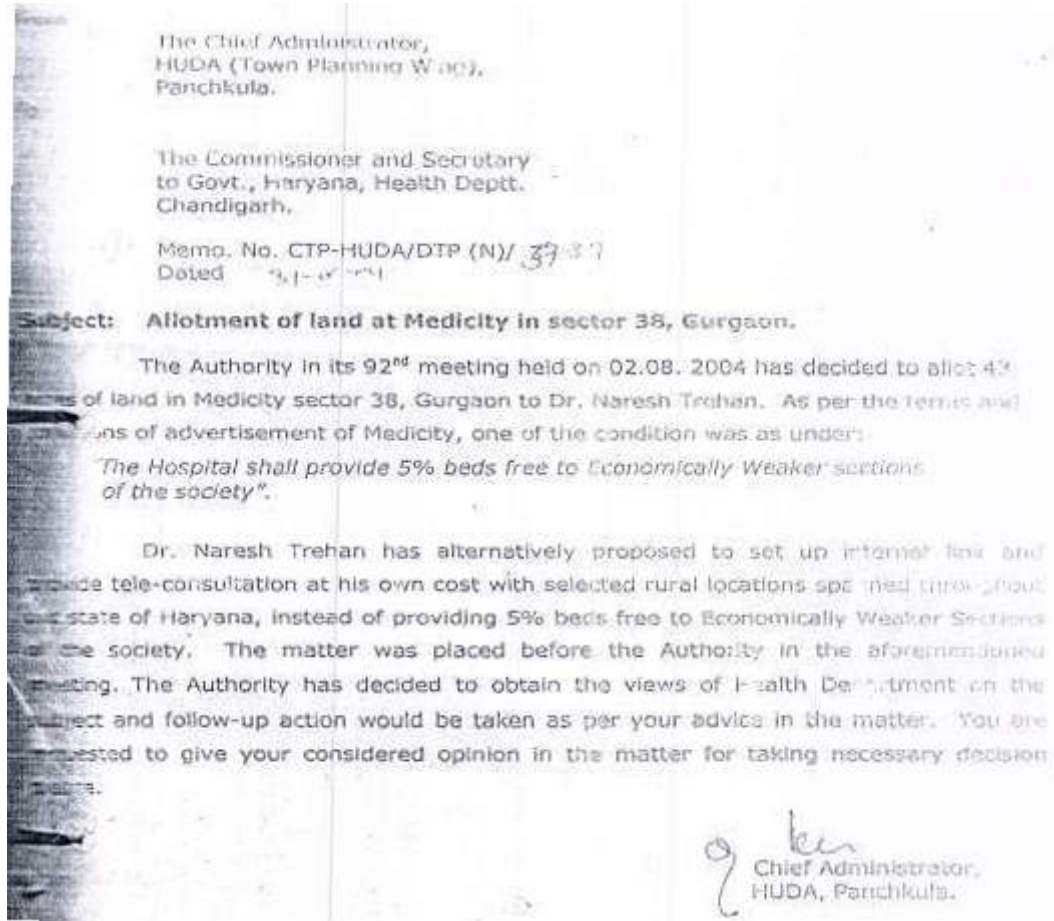 The Chief Administrator,
HUDA (Town Planning Wing),
Panchkula.
The Commissioner and Secretary
to Govt., Haryana, Health Deptt.
Chandigarh.
Memo. No. CTP-HUDA/DTP (N)/
Dated
Subject: Allotment of land at Medicity in sector 38, Gurgaon.
The Authority in its 92nd meeting held on 02.08. 2004 has decided to allot
of land in Medicity sector 38, Gurgaon to Dr. Naresh Trehan. As per the terms and
of advertisement of Medicity, one of the condition was as under:
"The Hospital shall provide 5% beds free to Economically Weaker sections
of the society".
Dr. Naresh Trehan has alternatively proposed to set up internet link and
provide tele-consultation at his own cost with selected rural locations throughout
state of Haryana, instead of providing 5% beds free to Economically Weaker Sections
of the society. The matter was placed before the Authority in the aforementioned
meeting. The Authority has decided to obtain the views of Health Department on the
subject and follow-up action would be taken as per your advice in the matter. You are
requested to give your considered opinion in the matter for taking necessary decision
Chief Administrator,
HUDA, Panchkula.